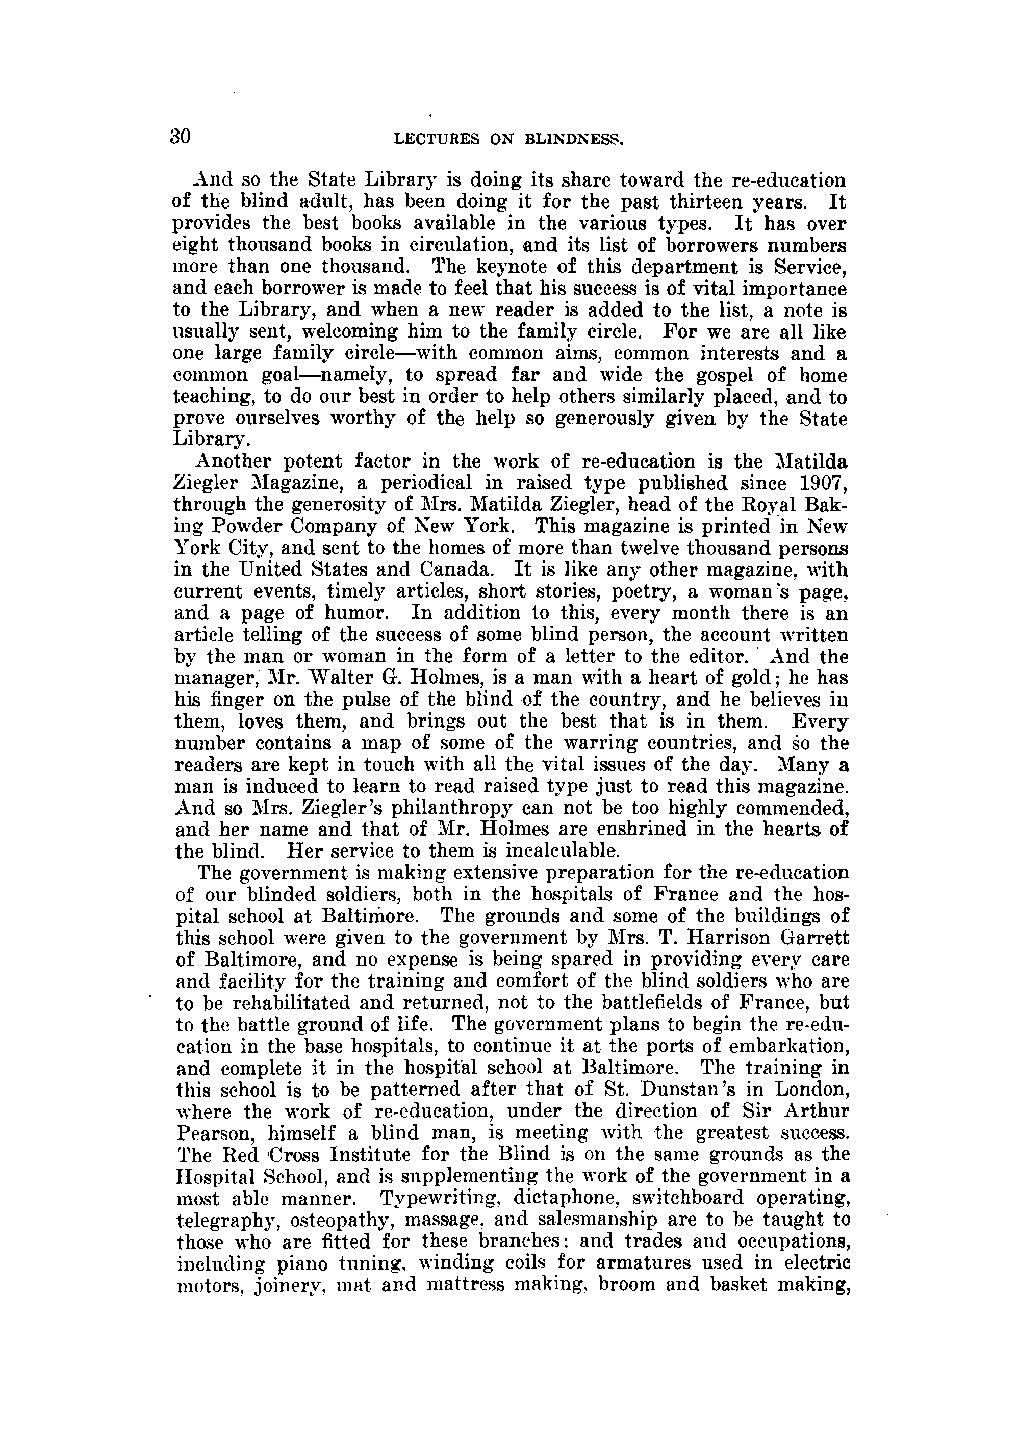 30 LECTURES ON BLINDNESS.
And so the State Library is doing its share toward the re-education
of the blind adult, has been doing it for the past thirteen years. It
provides the best books available in the various types. It has over
eight thousand books in circulation, and its list of borrowers numbers
more than one thousand. The keynote of this department is Service,
and each borrower is made to feel that his success is of vital importance
to the Library, and when a new reader is added to the list, a note is
usually sent, welcoming him to the family circle. For we are all like
one large family circle—with common aims, common interests and a
common goal—namely, to spread far and wide the gospel of home
teaching, to do our best in order to help others similarly placed, and to
prove ourselves worthy of the help so generously given by the State
Library.
Another potent factor in the work of re-education is the Matilda
Ziegler Magazine, a periodical in raised type published since 1907,
through the generosity of Mrs. Matilda Ziegler, head of the Royal Bak-
ing Powder Company of New York. This magazine is printed in New
York City, and sent to the homes of more than twelve thousand persons
in the United States and Canada. It is like any other magazine, with
current events, timely articles, short stories, poetry, a woman's page,
and a page of humor. In addition to this, every month there is an
article telling of the success of some blind person, the account written
by the man or woman in the form of a letter to the editor. And the
manager, Mr. Walter G. Holmes, is a man with a heart of gold; he has
his finger on the pulse of the blind of the country, and he believes in
them, loves them, and brings out the best that is in them. Every
number contains a map of some of the warring countries, and so the
readers are kept in touch with all the vital issues of the day. Many a
man is induced to learn to read raised type just to read this magazine.
And so Mrs. Ziegler's philanthropy can not be too highly commended,
and her name and that of Mr. Holmes are enshrined in the hearts of
the blind. Her service to them is incalculable.
The government is making extensive preparation for the re-education
of our blinded soldiers, both in the hospitals of France and the hos-
pital school at Baltimore. The grounds and some of the buildings of
this school were given to the government by Mrs. T. Harrison Garrett
of Baltimore, and no expense is being spared in providing every care
and facility for the training and comfort of the blind soldiers who are
to be rehabilitated and returned, not to the battlefields of France, but
to the battle ground of life. The government plans to begin the re-edu-
cation in the base hospitals, to continue it at the ports of embarkation,
and complete it in the hospital school at Baltimore. The training in
this school is to be patterned after that of St. Dunstan's in London,
where the work of re-education, under the direction of Sir Arthur
Pearson, himself a blind man, is meeting with the greatest success.
The Red Cross Institute for the Blind is on the same grounds as the
Hospital School, and is supplementing the work of the government in a
most able manner. Typewriting, dictaphone, switchboard operating,
telegraphy, osteopathy, massage, and salesmanship are to be taught to
those who are fitted for these branches; and trades and occupations,
including piano tuning, winding coils for armatures used in electric
motors, joinery, mat and mattress making, broom and basket making,